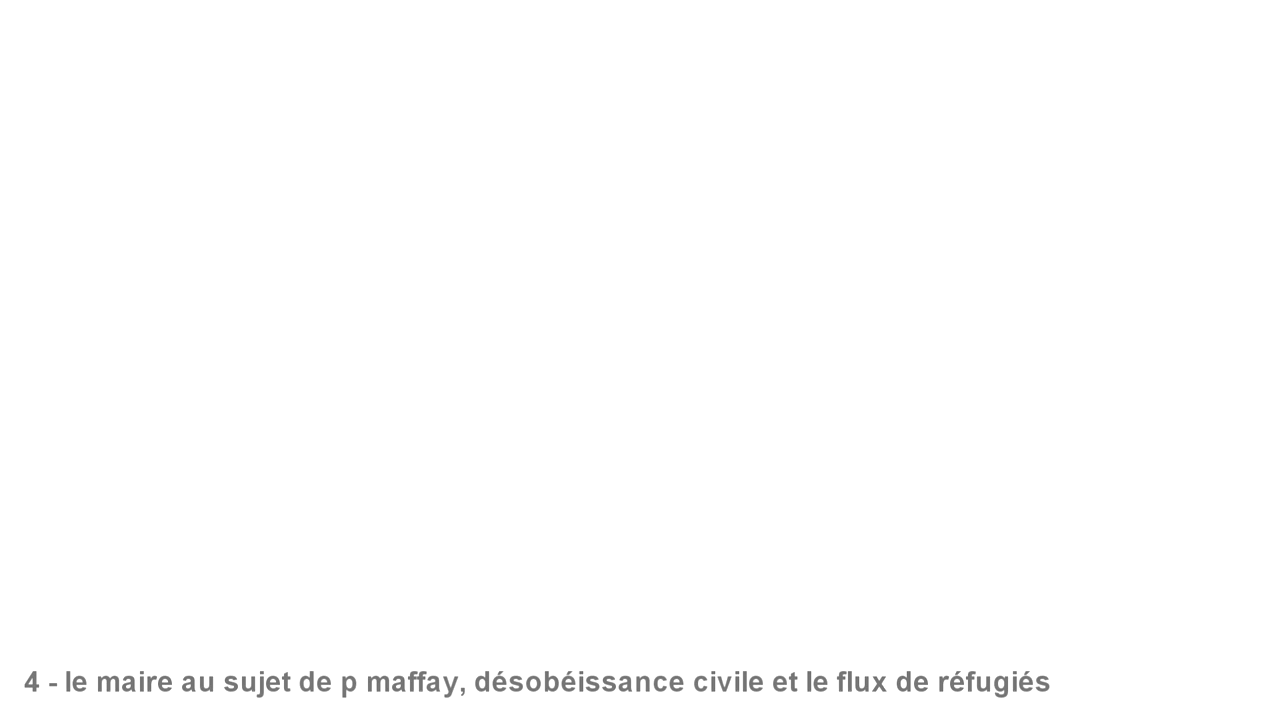 4 - le maire au sujet de p maffay, désobéissance civile et le flux de réfugiés